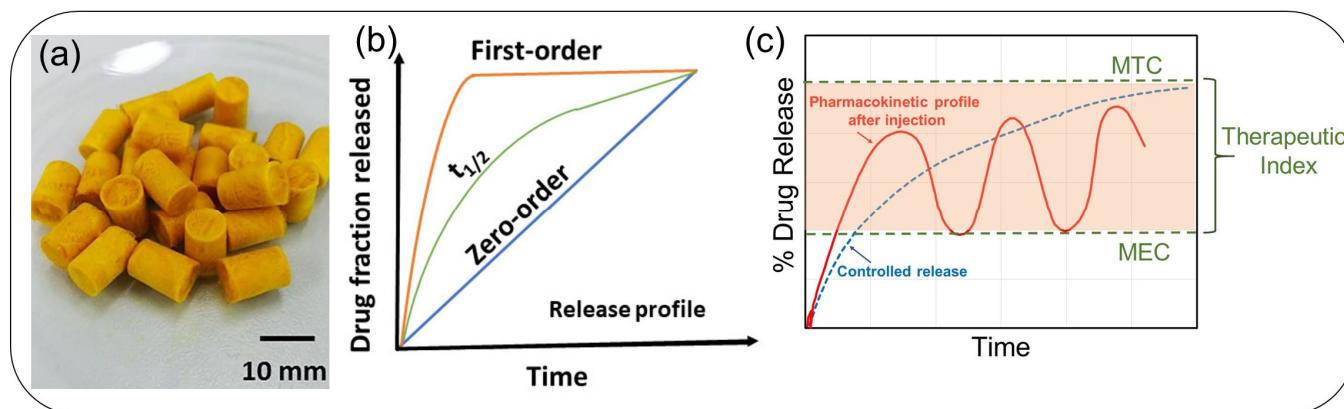 (a)
10 mm
(b)
First-order
t1/2
Zero-order
Release profile
Drug fraction released
Time
(c)
MTC
Pharmacokinetic profile
after injection
Therapeutic
Index
MEC
Controlled release
% Drug Release
Time